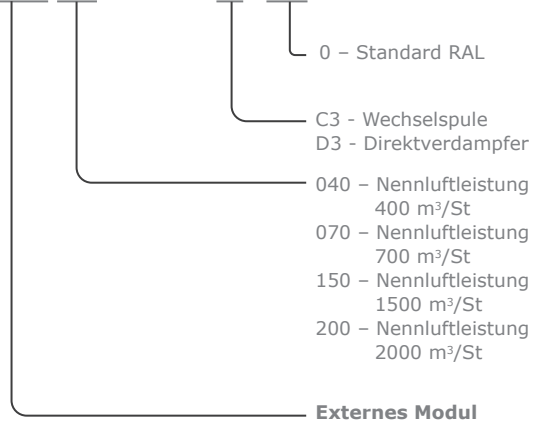 0 – Standard RAL
C3 - Wechselspule
D3 - Direktverdampfer
040 – Nennluftleistung
400 m³/St
070 – Nennluftleistung
700 m³/St
150 – Nennluftleistung
1500 m³/St
200 – Nennluftleistung
2000 m³/St
Externes Modul